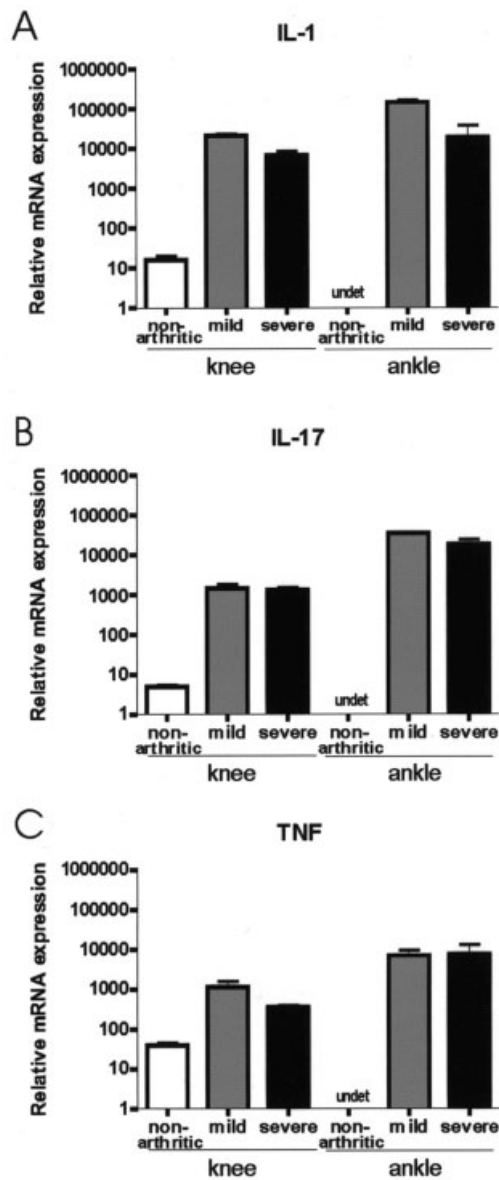 A
IL-1
Relative mRNA expression
1000000
100000
10000
1000
100
10
1
undet
non-arthritic mild severe non-arthritic mild severe
knee ankle
B
IL-17
Relative mRNA expression
1000000
100000
10000
1000
100
10
1
undet
non-arthritic mild severe non-arthritic mild severe
knee ankle
C
TNF
Relative mRNA expression
1000000
100000
10000
1000
100
10
1
undet
non-arthritic mild severe non-arthritic mild severe
knee ankle